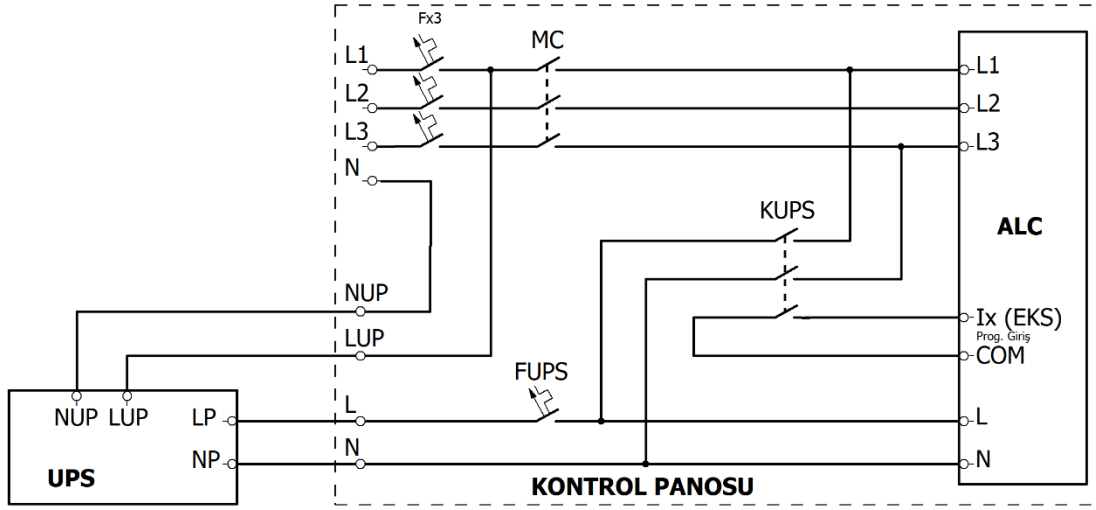 Fx3
MC
L1
L1
L2
L2
L3
L3
N
KUPS
ALC
NUP
Ix (EKS)
Prog. Giriş
LUP
COM
FUPS
NUP LUP LP
L
L
NP
N
N
UPS
KONTROL PANOSU